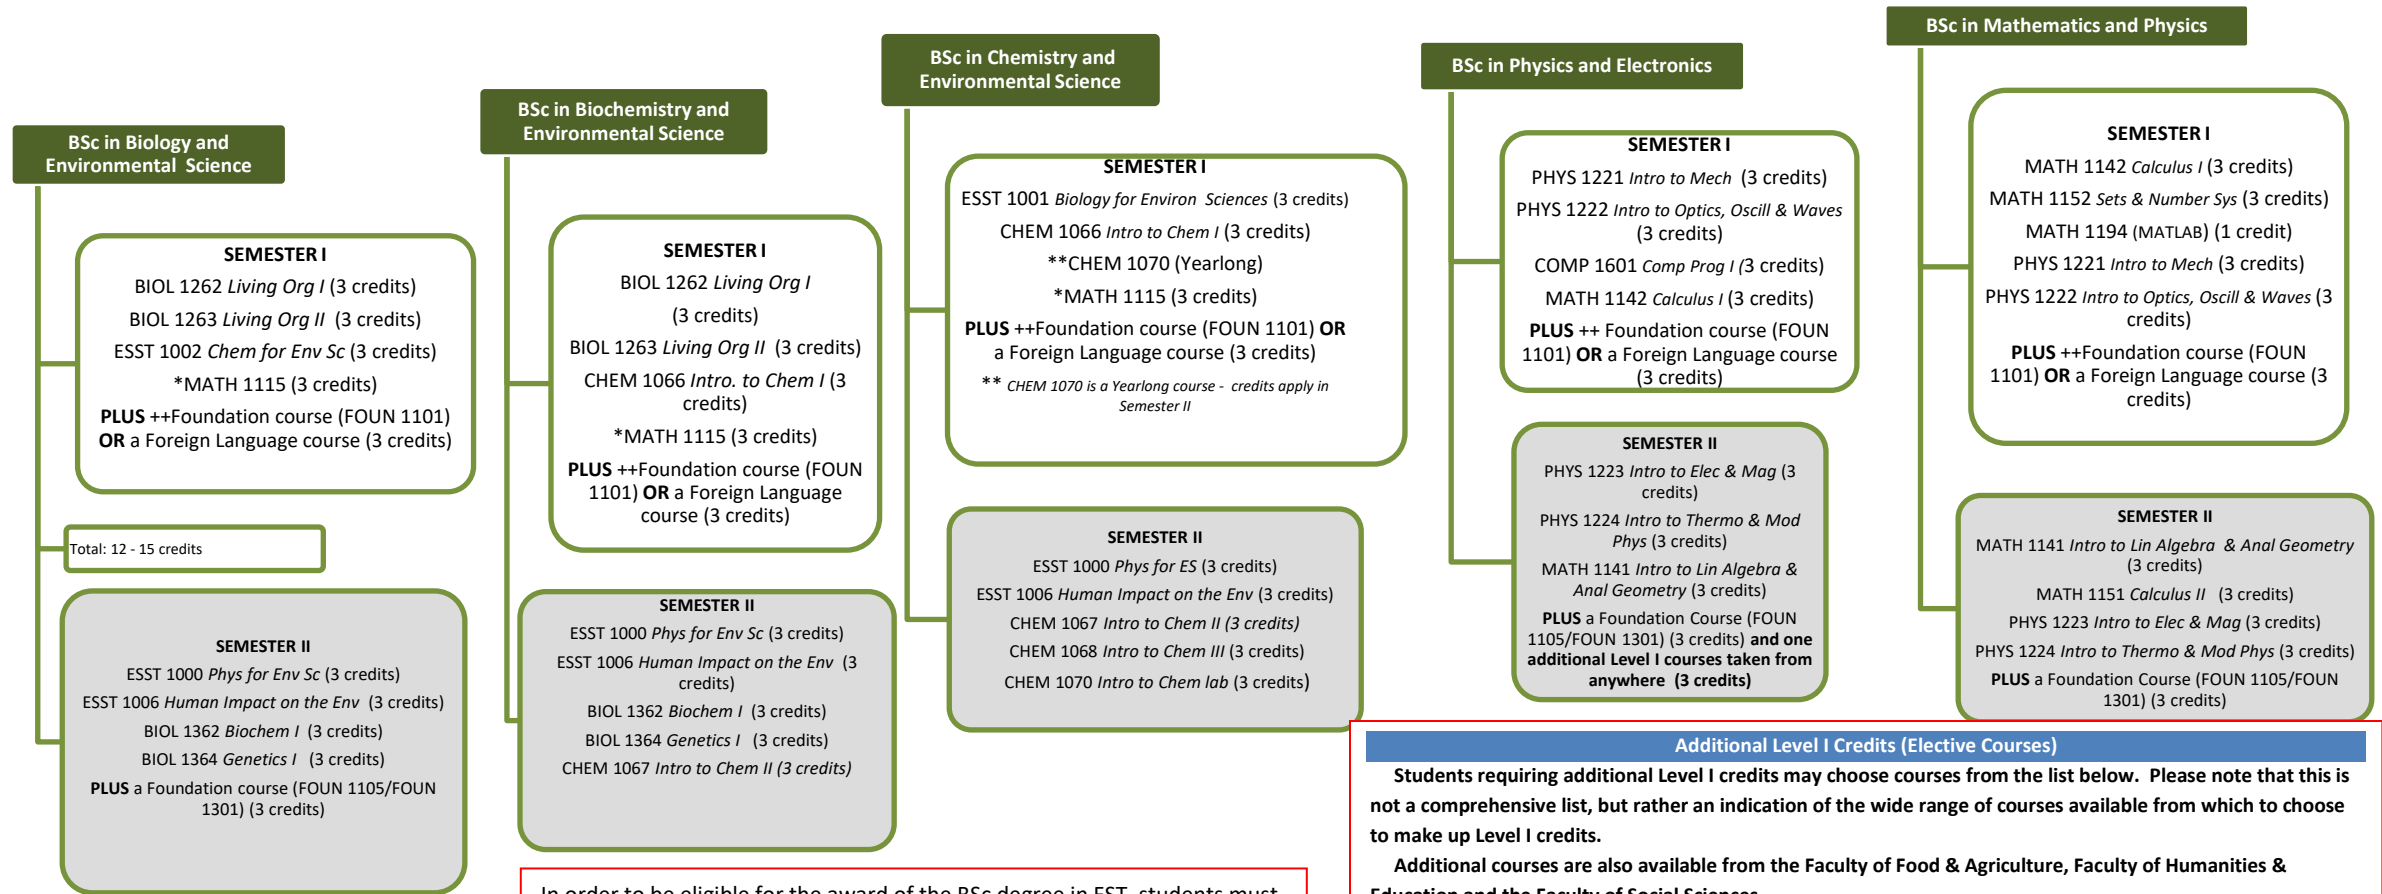 BSc in Biology and
Environmental Science
SEMESTER I
BIOL 1262 Living Org I (3 credits)
BIOL 1263 Living Org II (3 credits)
ESST 1002 Chem for Env Sc (3 credits)
*MATH 1115 (3 credits)
PLUS ++Foundation course (FOUN 1101)
OR a Foreign Language course (3 credits)
Total: 12 - 15 credits
SEMESTER II
ESST 1000 Phys for Env Sc (3 credits)
ESST 1006 Human Impact on the Env (3 credits)
BIOL 1362 Biochem I (3 credits)
BIOL 1364 Genetics I (3 credits)
PLUS a Foundation course (FOUN 1105/FOUN
1301) (3 credits)
BSc in Biochemistry and
Environmental Science
SEMESTER I
BIOL 1262 Living Org I
(3 credits)
BIOL 1263 Living Org II (3 credits)
CHEM 1066 Intro. to Chem I (3
credits)
*MATH 1115 (3 credits)
PLUS ++Foundation course (FOUN
1101) OR a Foreign Language
course (3 credits)
SEMESTER II
ESST 1000 Phys for Env Sc (3 credits)
ESST 1006 Human Impact on the Env (3
credits)
BIOL 1362 Biochem I (3 credits)
BIOL 1364 Genetics I (3 credits)
CHEM 1067 Intro to Chem II (3 credits)
BSc in Chemistry and
Environmental Science
SEMESTER I
ESST 1001 Biology for Environ Sciences (3 credits)
CHEM 1066 Intro to Chem I (3 credits)
**CHEM 1070 (Yearlong)
*MATH 1115 (3 credits)
PLUS ++Foundation course (FOUN 1101) OR
a Foreign Language course (3 credits)
** CHEM 1070 is a Yearlong course - credits apply in
Semester II
SEMESTER II
ESST 1000 Phys for ES (3 credits)
ESST 1006 Human Impact on the Env (3 credits)
CHEM 1067 Intro to Chem II (3 credits)
CHEM 1068 Intro to Chem III (3 credits)
CHEM 1070 Intro to Chem lab (3 credits)
BSc in Physics and Electronics
SEMESTER I
PHYS 1221 Intro to Mech (3 credits)
PHYS 1222 Intro to Optics, Oscill & Waves
(3 credits)
COMP 1601 Comp Prog I (3 credits)
MATH 1142 Calculus I (3 credits)
PLUS ++ Foundation course (FOUN
1101) OR a Foreign Language course
(3 credits)
SEMESTER II
PHYS 1223 Intro to Elec & Mag (3
credits)
PHYS 1224 Intro to Thermo & Mod
Phys (3 credits)
MATH 1141 Intro to Lin Algebra &
Anal Geometry (3 credits)
PLUS a Foundation Course (FOUN
1105/FOUN 1301) (3 credits) and one
additional Level I courses taken from
anywhere (3 credits)
BSc in Mathematics and Physics
SEMESTER I
MATH 1142 Calculus I (3 credits)
MATH 1152 Sets & Number Sys (3 credits)
MATH 1194 (MATLAB) (1 credit)
PHYS 1221 Intro to Mech (3 credits)
PHYS 1222 Intro to Optics, Oscill & Waves (3
credits)
PLUS ++Foundation course (FOUN
1101) OR a Foreign Language course (3
credits)
SEMESTER II
MATH 1141 Intro to Lin Algebra & Anal Geometry
(3 credits)
MATH 1151 Calculus II (3 credits)
PHYS 1223 Intro to Elec & Mag (3 credits)
PHYS 1224 Intro to Thermo & Mod Phys (3 credits)
PLUS a Foundation Course (FOUN 1105/FOUN
1301) (3 credits)
In order to be eligible for the award of the BSc degree in EST, students must
Additional Level I Credits (Elective Courses)
Students requiring additional Level I credits may choose courses from the list below. Please note that this is
not a comprehensive list, but rather an indication of the wide range of courses available from which to choose
to make up Level I credits.
Additional courses are also available from the Faculty of Food & Agriculture, Faculty of Humanities &
Education and the Faculty of Social Sciences